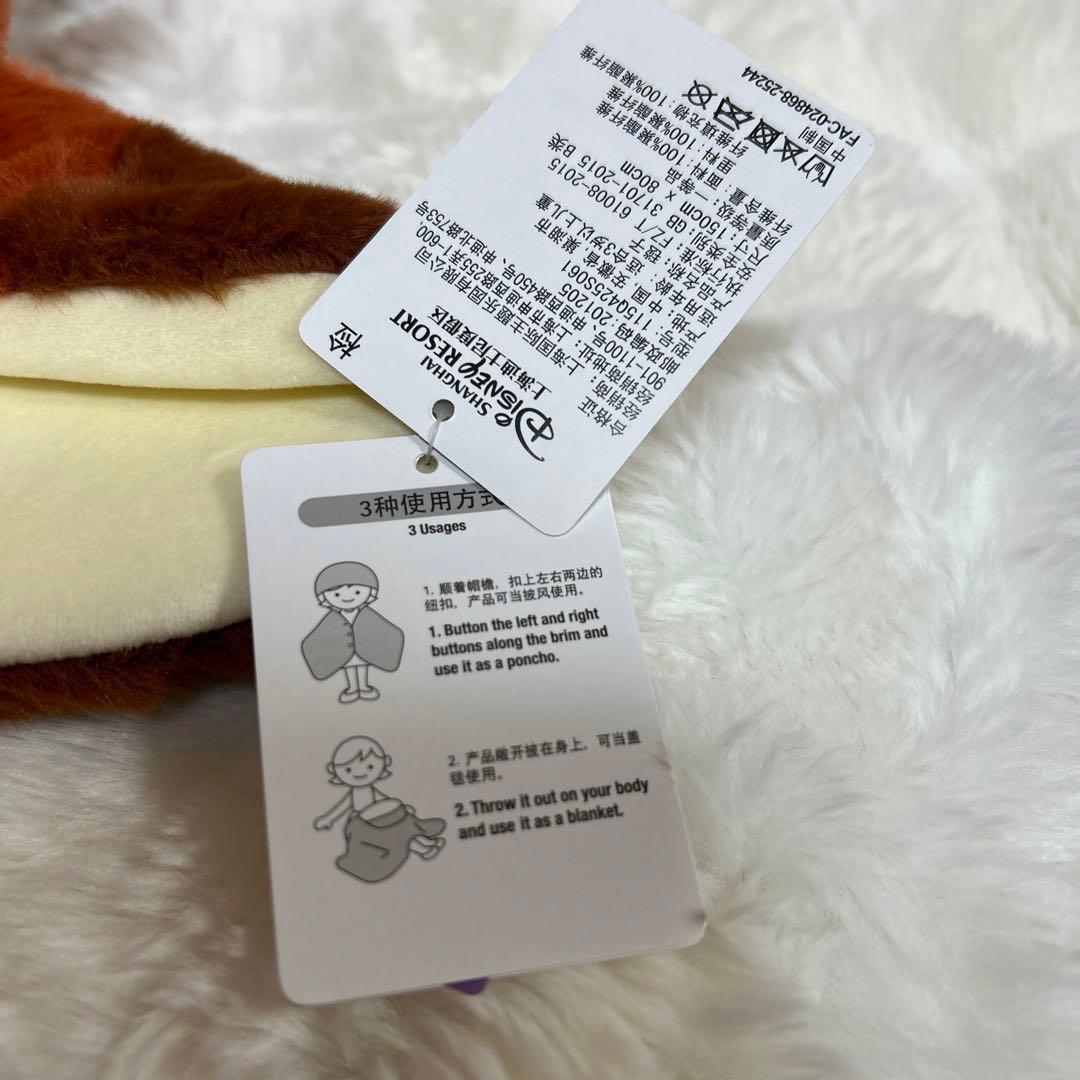 检
SHANGHAI
Disney RESORT
上海迪士尼度假区
合格证
经销商：上海国际主题乐园有限公司
经销商地址：上海市申迪西路255弄1-600,
901-1100号、申迪西路450号、申迪北路753号
邮政编码：201205
型号：115Q425S061
产地：中国 安徽省 巢湖市
适用年龄：适合3岁以上儿童
产品名称：毯子
执行标准：FZ/T 61008-2015
安全类别：GB 31701-2015 B类
尺寸：150cm x 80cm
质量等级：一等品
纤维含量：面料：100%聚酯纤维
里料：100%聚酯纤维
纤维填充物：100%聚酯纤维
中国印制
FAC-024868-25244
3种使用方式
3 Usages
1. 顺着帽檐，扣上左右两边的
纽扣，产品可当披风使用。
1. Button the left and right
buttons along the brim and
use it as a poncho.
2. 产品敞开披在身上，可当盖
毯使用。
2. Throw it out on your body
and use it as a blanket.